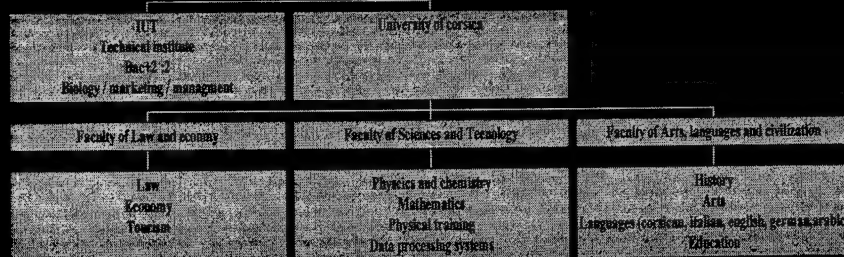 IUT
Technical institute
Bac+2 :2
Biology / marketing / managment
University of corsica
Faculty of Law and econmy
Faculty of Sciences and Tecnology
Faculty of Arts, languages and civilization
Law
Economy
Tourism
Physics and chemistry
Mathematics
Physical training
Data processing systems
History
Arts
Languages (corsican, italian, english, german,arabic
Education